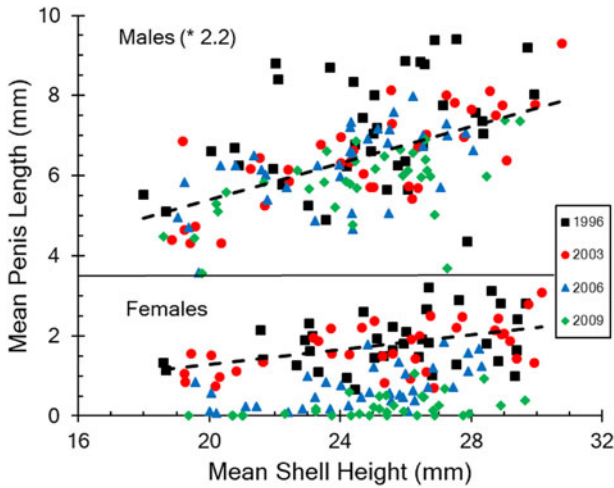 10
8
6
4
2
0
Mean Penis Length (mm)
Males (* 2.2)
Females
1996
2003
2006
2009
16 20 24 28 32
Mean Shell Height (mm)